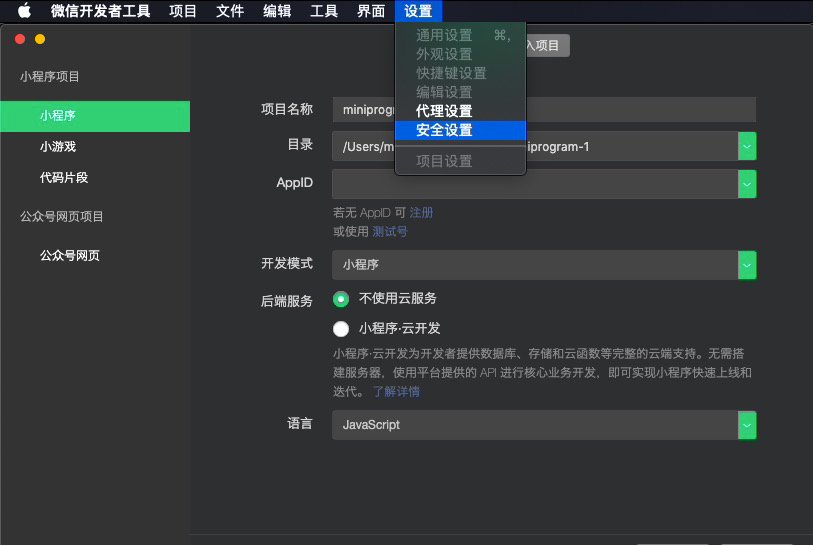 微信开发者工具 项目 文件 编辑 工具 界面 设置
通用设置 ⌘,
外观设置
快捷键设置
编辑设置
代理设置
安全设置
项目设置
入项目
小程序项目
小程序
小游戏
代码片段
公众号网页项目
公众号网页
项目名称 miniprog
目录 /Users/m iprogram-1
AppID
若无 AppID 可 注册
或使用 测试号
开发模式 小程序
后端服务 不使用云服务
小程序·云开发
小程序·云开发为开发者提供数据库、存储和云函数等完整的云端支持。无需搭
建服务器，使用平台提供的 API 进行核心业务开发，即可实现小程序快速上线和
迭代。 了解详情
语言 JavaScript